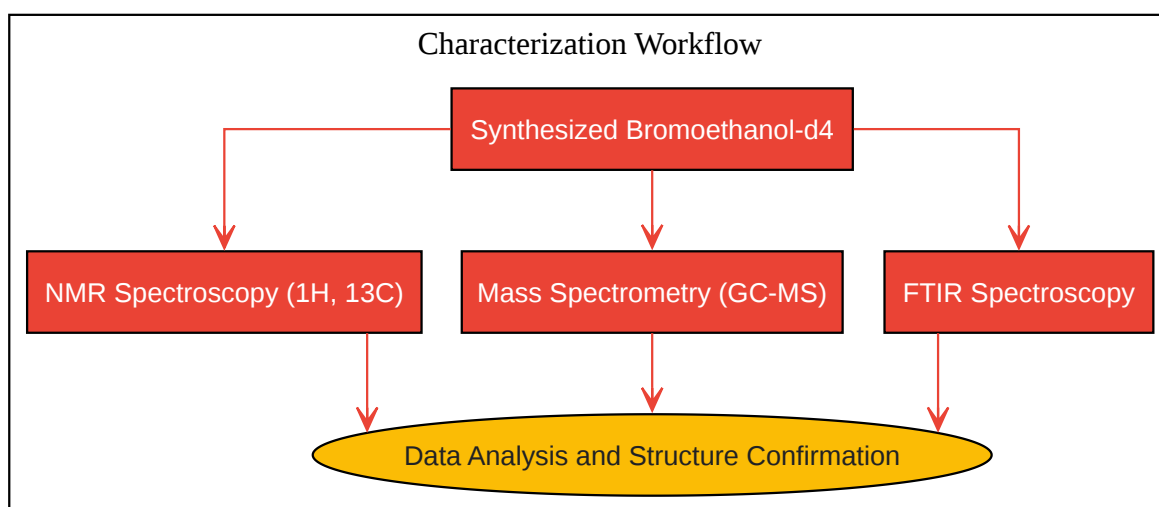 Characterization Workflow
Synthesized Bromoethanol-d4
NMR Spectroscopy (1H, 13C)
Mass Spectrometry (GC-MS)
FTIR Spectroscopy
Data Analysis and Structure Confirmation